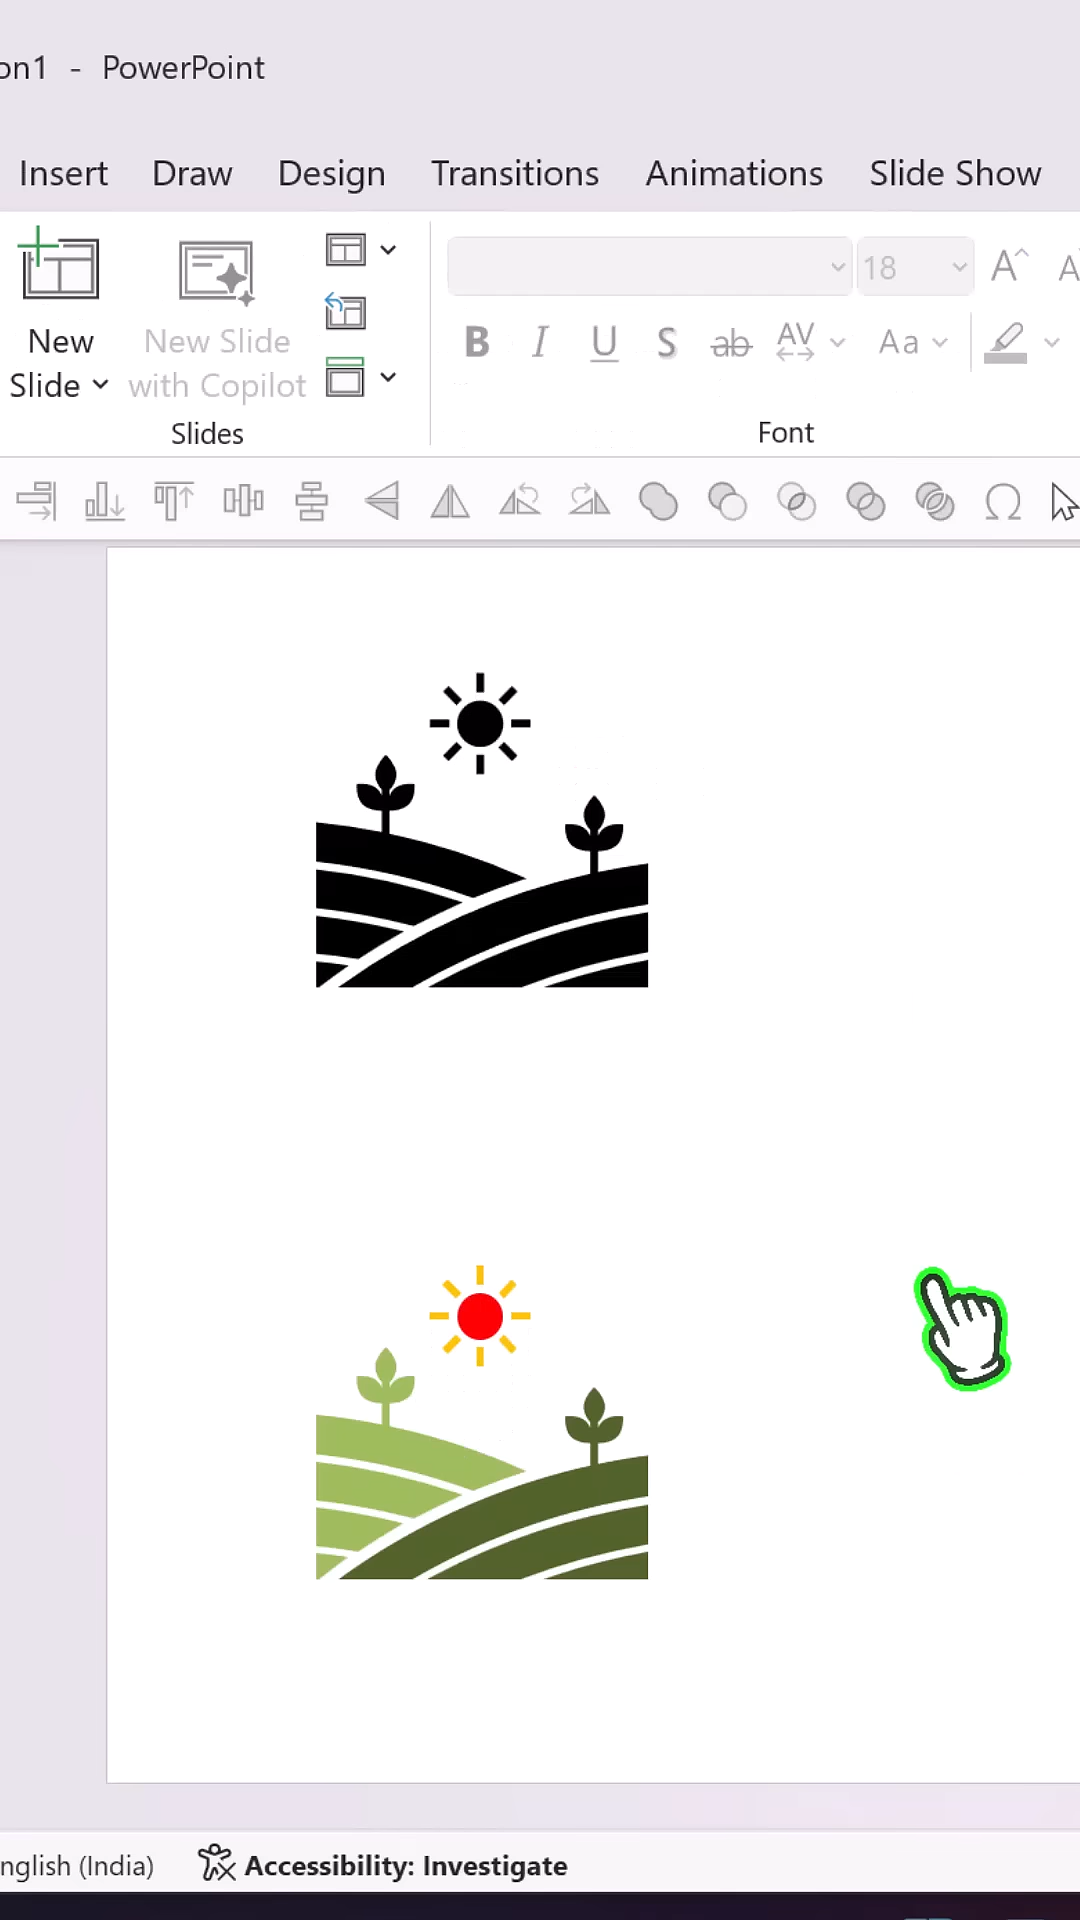 on1 - PowerPoint
Insert Draw Design Transitions Animations Slide Show
18 A A
New
Slide
New Slide
with Copilot
B I U S ab AV Aa
Slides
Font
nglish (India) Accessibility: Investigate